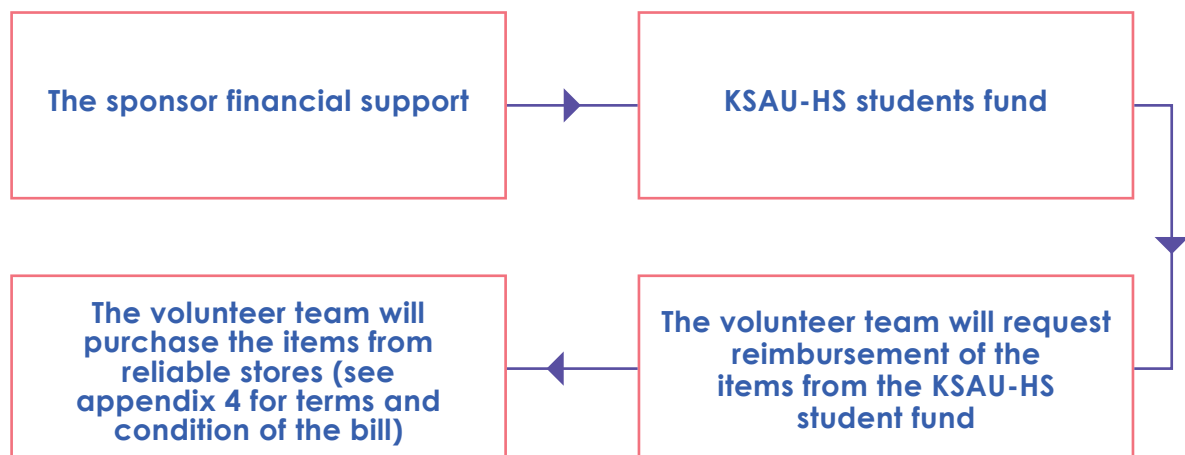 The sponsor financial support
KSAU-HS students fund
The volunteer team will request
reimbursement of the
items from the KSAU-HS
student fund
The volunteer team will
purchase the items from
reliable stores (see
appendix 4 for terms and
condition of the bill)